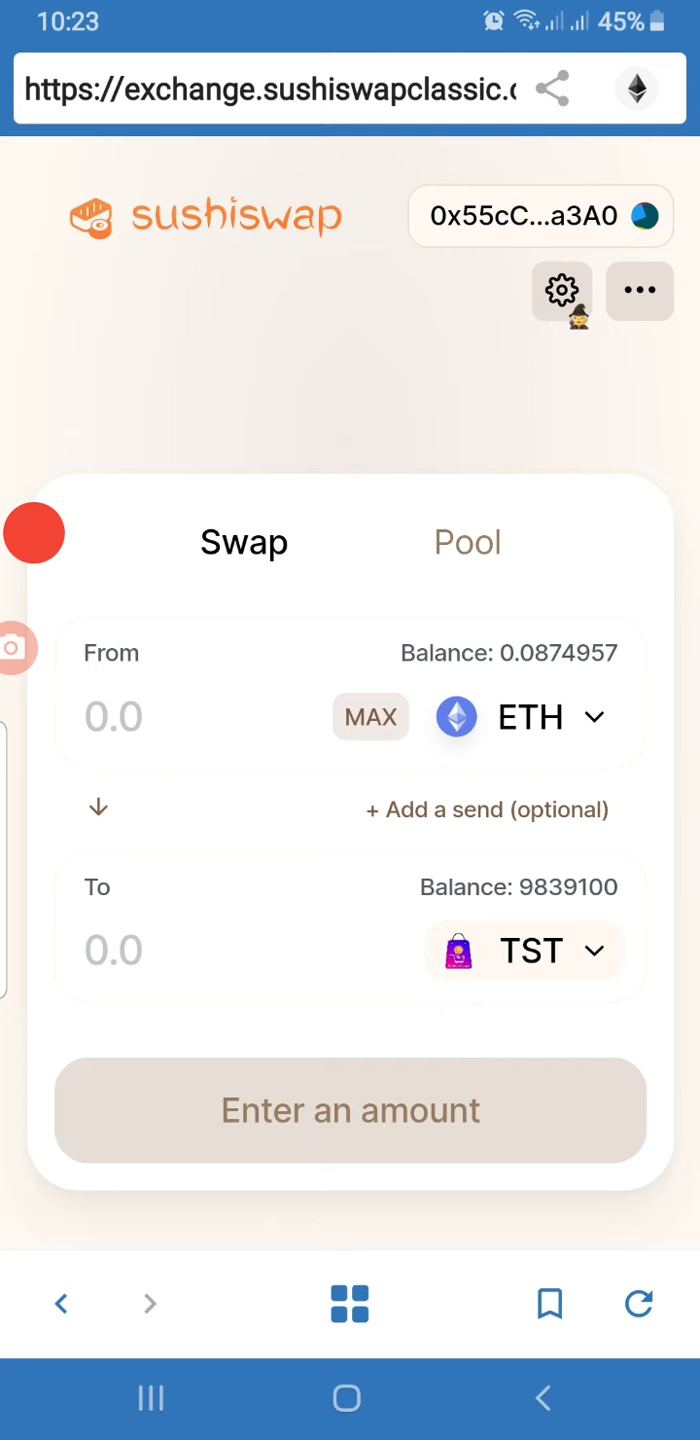 10:23
45%
https://exchange.sushiswapclassic.c
sushiswap
0x55cC...a3A0
Swap
Pool
From
Balance: 0.0874957
0.0
MAX
ETH
+ Add a send (optional)
To
Balance: 9839100
0.0
TST
Enter an amount